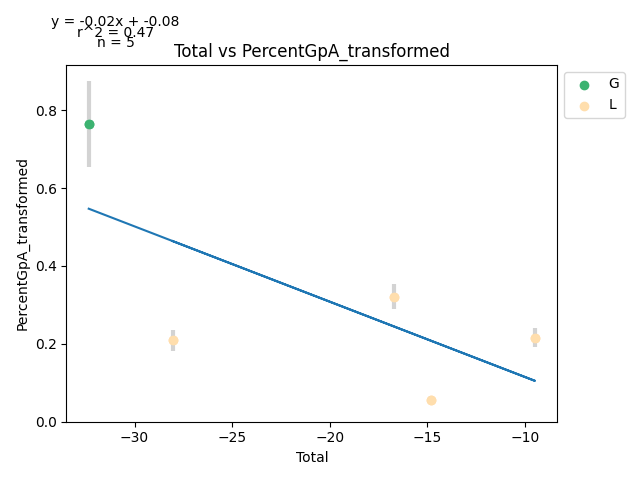 y = -0.02x + -0.08
r^2 = 0.47
n = 5
Total vs PercentGpA_transformed
G
L
PercentGpA_transformed
0.8
0.6
0.4
0.2
0.0
−30
−25
−20
−15
−10
Total